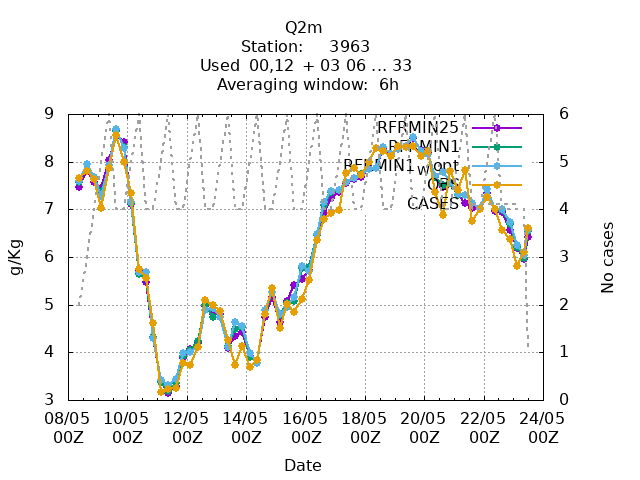 Q2m
Station: 3963
Used 00,12 + 03 06 ... 33
Averaging window: 6h
9
8
7
6
5
4
3
g/Kg
6
5
4
3
2
1
0
No cases
RFRMIN25
RFRMIN1
RFRMIN1w_opt
OBS
CASES
08/05 10/05 12/05 14/05 16/05 18/05 20/05 22/05 24/05
00Z 00Z 00Z 00Z 00Z 00Z 00Z 00Z 00Z
Date